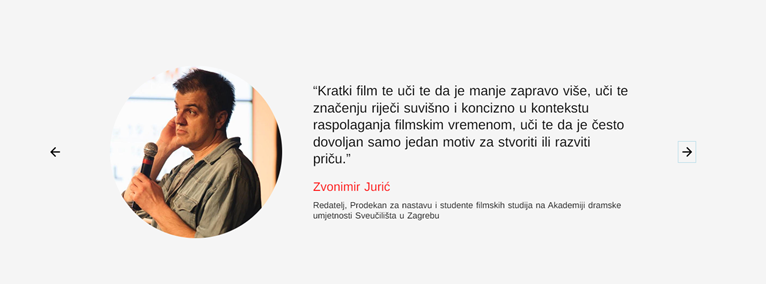 “Kratki film te uči te da je manje zapravo više, uči te
značenju riječi suvišno i koncizno u kontekstu
raspolaganja filmskim vremenom, uči te da je često
dovoljan samo jedan motiv za stvoriti ili razviti
priču.”
Zvonimir Jurić
Redatelj, Prodekan za nastavu i studente filmskih studija na Akademiji dramske
umjetnosti Sveučilišta u Zagrebu